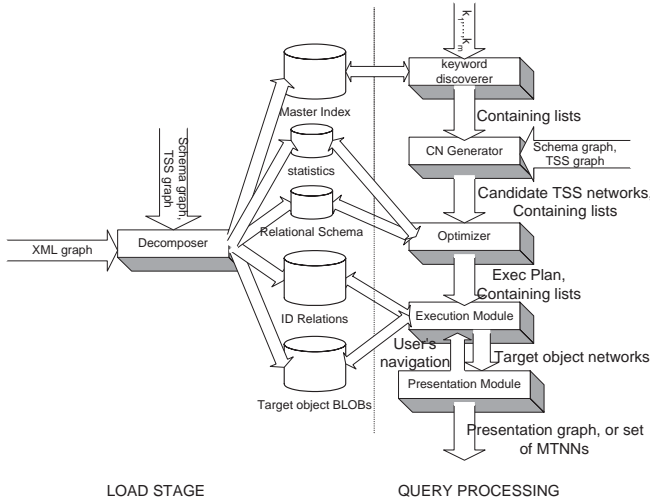 k1,...,km
keyword
discoverer
Master Index
Containing lists
Schema graph,
TSS graph
CN Generator
Schema graph,
TSS graph
statistics
Candidate TSS networks,
Containing lists
Relational Schema
Decomposer
Optimizer
XML graph
Exec Plan,
Containing lists
ID Relations
Execution Module
User's
navigation
Target object networks
Presentation Module
Target object BLOBs
Presentation graph, or set
of MTNNs
LOAD STAGE
QUERY PROCESSING